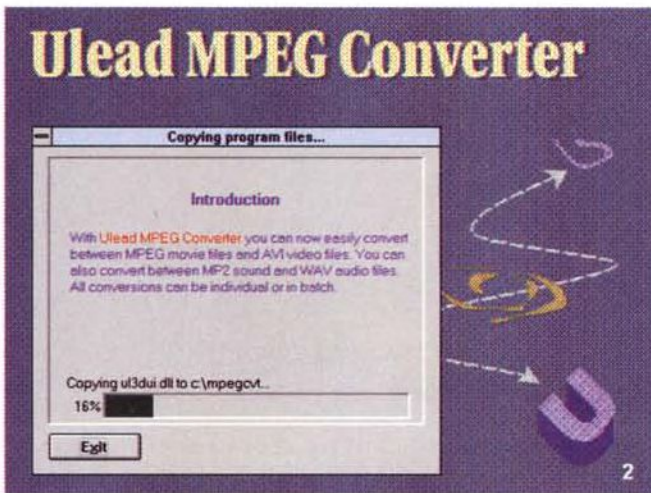 Ulead MPEG Converter
Copying program files...
Introduction
With Ulead MPEG Converter you can now easily convert
between MPEG movie files and AVI video files. You can
also convert between MP2 sound and WAV audio files.
All conversions can be individual or in batch.
Copying ul3dui dll to c:\mpegcvt...
16%
Exit
U
2